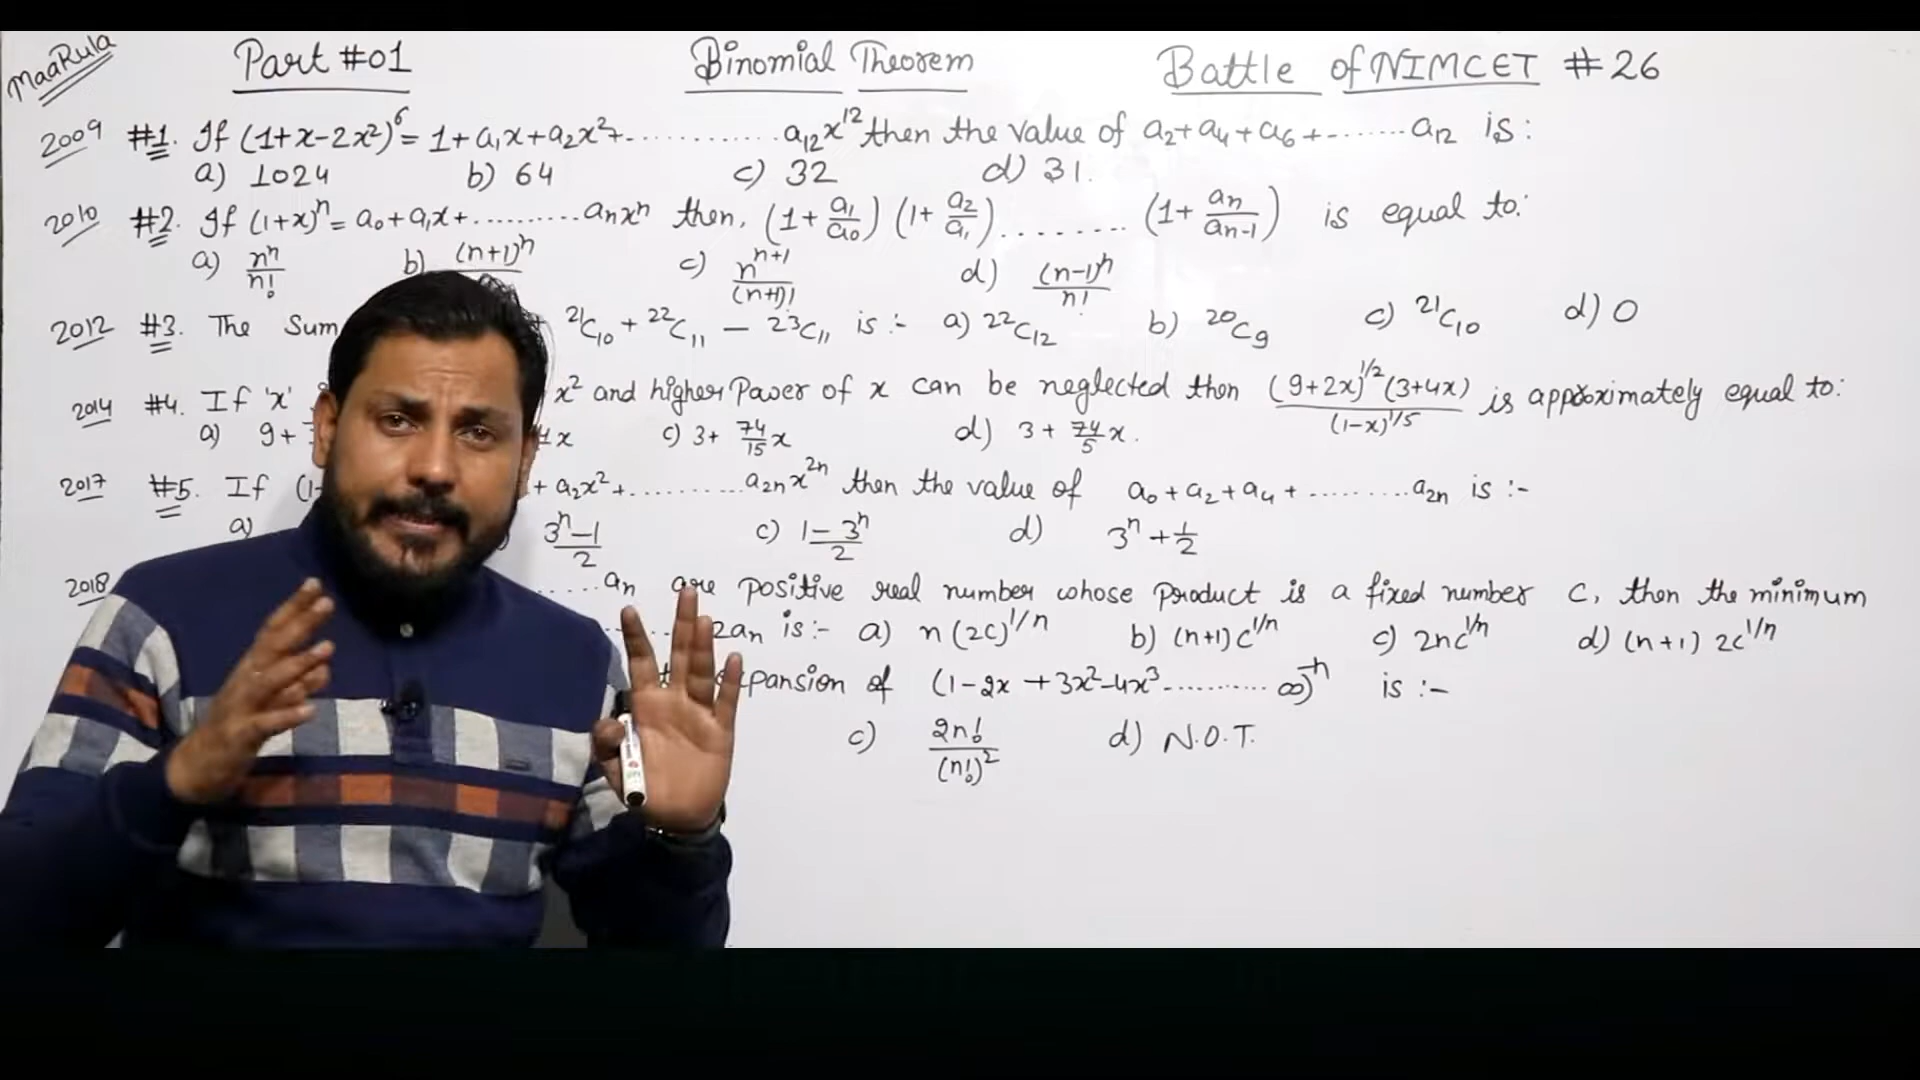 MaaRula
Part #01 Binomial Theorem Battle of NIMCET #26
2009 #1. If (1+x-2x²)⁶ = 1+a₁x+a₂x²+..............a₁₂x¹² then the value of a₂+a₄+a₆+.......a₁₂ is:
a) 1024 b) 64 c) 32 d) 31.
2010 #2. If (1+x)ⁿ = a₀+a₁x+..........aₙxⁿ then, (1+a₁/a₀)(1+a₂/a₁)........(1+aₙ/aₙ₋₁) is equal to:
a) nⁿ/n! b) (n+1)ⁿ c) nⁿ⁺¹/(n+1)! d) (n-1)ⁿ/n!
2012 #3. The Sum ²¹C₁₀ + ²²C₁₁ - ²³C₁₁ is :- a) ²²C₁₂ b) ²⁰C₉ c) ²¹C₁₀ d) 0
2014 #4. If 'x' x² and higher Power of x can be neglected then (9+2x)^1/2 (3+4x)/(1-x)^1/5 is approximately equal to:
a) 9+ x c) 3+ 74/15 x d) 3+ 74/5 x.
2017 #5. If (1 + a₂x²+..........a₂ₙx²ⁿ then the value of a₀+a₂+a₄+.........a₂ₙ is :-
a) 3ⁿ-1/2 c) 1-3ⁿ/2 d) 3ⁿ+1/2
2018 .....aₙ are positive real number whose product is a fixed number c, then the minimum
2aₙ is :- a) n(2c)^1/n b) (n+1)c^1/n c) 2nc^1/n d) (n+1) 2c^1/n
expansion of (1-2x+3x²-4x³..........∞)⁻ⁿ is :-
c) 2n!/(n!)² d) N.O.T.